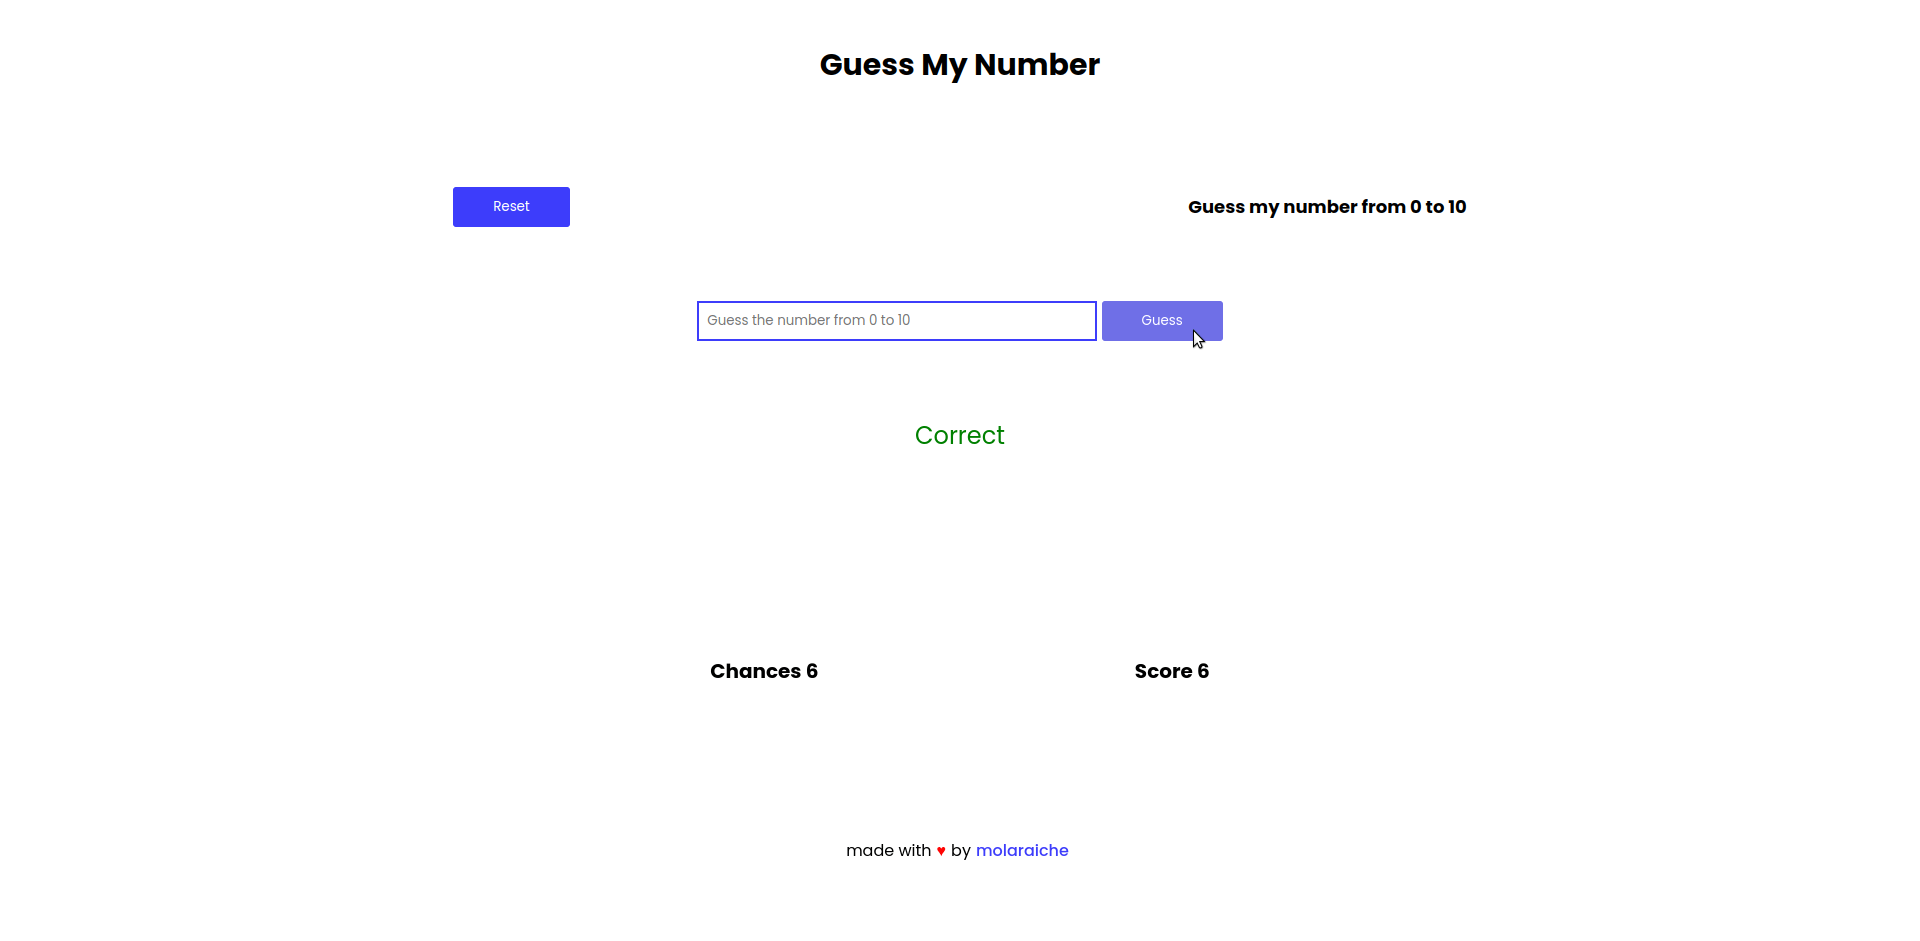 Guess My Number
Reset
Guess my number from 0 to 10
Guess the number from 0 to 10
Guess
Correct
Chances 6
Score 6
made with ♥ by molaraiche